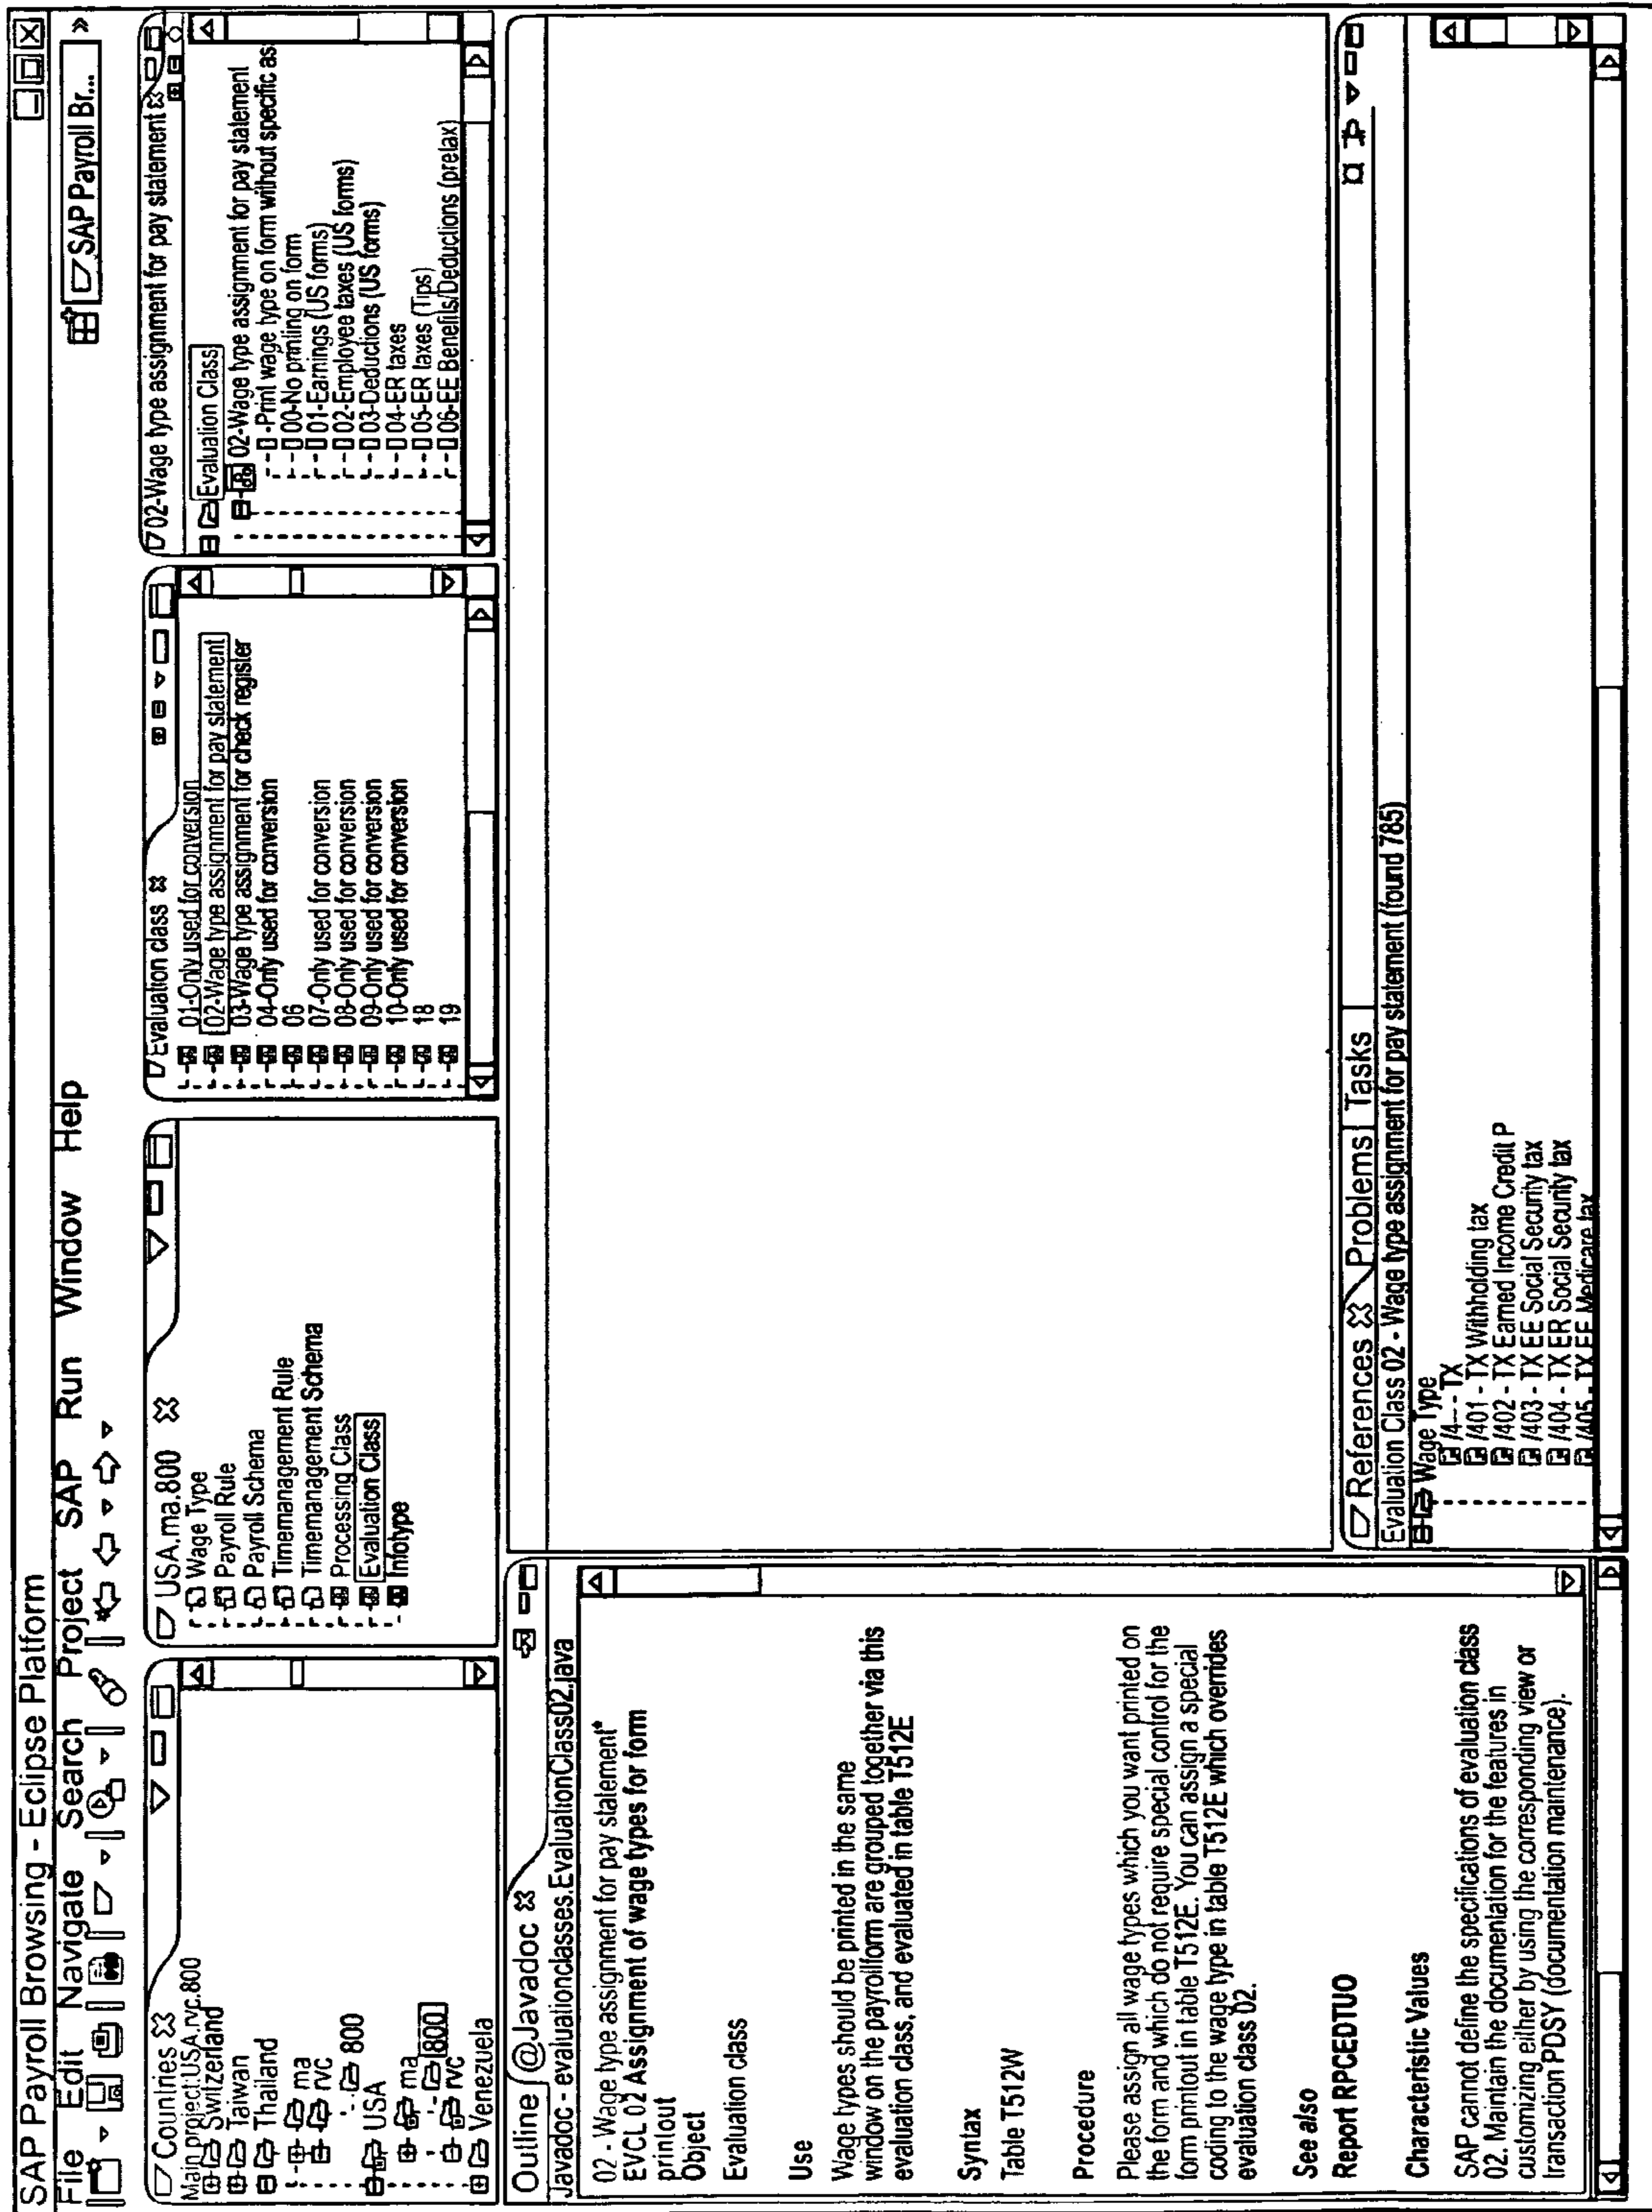 SAP Payroll Browsing - Eclipse Platform
File Edit Navigate Search Project SAP Run Window Help
SAP Payroll Br... »
Countries
Main project:USA.rvc.800
Switzerland
Taiwan
Thailand
ma
rvc
800
USA
ma
800
rvc
Venezuela
USA.ma.800
Wage Type
Payroll Rule
Payroll Schema
Timemanagement Rule
Timemanagement Schema
Processing Class
Evaluation Class
Infotype
Evaluation class
01-Only used for conversion
02-Wage type assignment for pay statement
03-Wage type assignment for check register
04-Only used for conversion
06
07-Only used for conversion
08-Only used for conversion
09-Only used for conversion
10-Only used for conversion
18
19
02-Wage type assignment for pay statement
Evaluation Class
02-Wage type assignment for pay statement
-Print wage type on form without specific as
00-No printing on form
01-Earnings (US forms)
02-Employee taxes (US forms)
03-Deductions (US forms)
04-ER taxes
05-ER taxes (Tips)
06-EE Benefits/Deductions (pretax)
Outline @Javadoc
Javadoc - evaluationclasses.EvaluationClass02.java
02 - Wage type assignment for pay statement*
EVCL 02 Assignment of wage types for form
printout
Object
Evaluation class
Use
Wage types should be printed in the same
window on the payrollform are grouped together via this
evaluation class, and evaluated in table T512E
Syntax
Table T512W
Procedure
Please assign all wage types which you want printed on
the form and which do not require special control for the
form printout in table T512E. You can assign a special
coding to the wage type in table T512E which overrides
evaluation class 02.
See also
Report RPCEDTUO
Characteristic Values
SAP cannot define the specifications of evaluation class
02. Maintain the documentation for the features in
customizing either by using the corresponding view or
transaction PDSY (documentation maintenance).
References Problems Tasks
Evaluation Class 02 - Wage type assignment for pay statement (found 785)
Wage Type
/4--- - TX
/401 - TX Withholding tax
/402 - TX Earned Income Credit P
/403 - TX EE Social Security tax
/404 - TX ER Social Security tax
/405 - TX EE Medicare tax